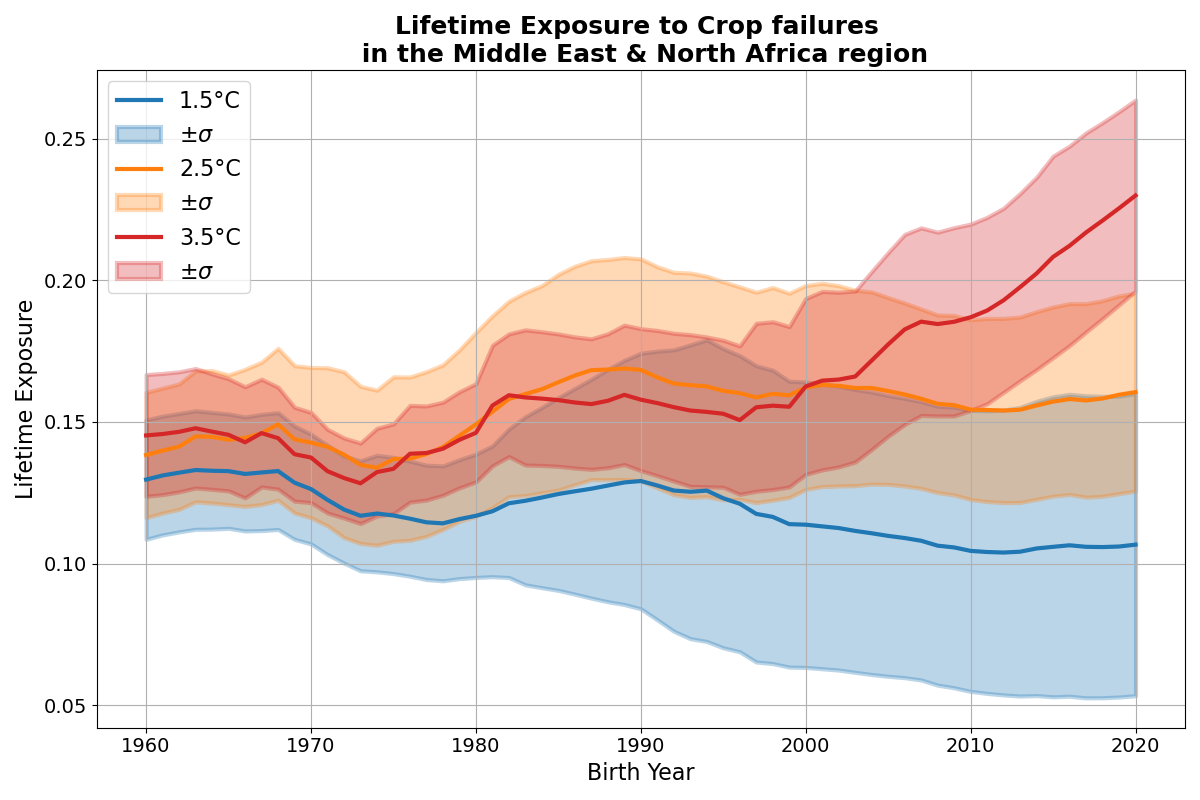 Lifetime Exposure to Crop failures
in the Middle East & North Africa region
1.5°C
±σ
2.5°C
±σ
3.5°C
±σ
Lifetime Exposure
0.25
0.20
0.15
0.10
0.05
1960 1970 1980 1990 2000 2010 2020
Birth Year